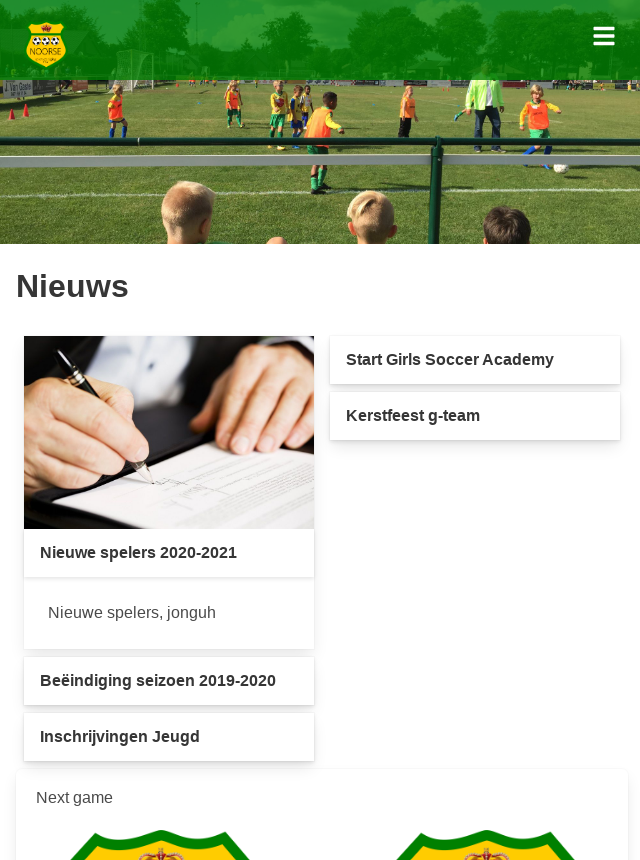 NOORSE
Nieuws
Nieuwe spelers 2020-2021
Nieuwe spelers, jonguh
Beëindiging seizoen 2019-2020
Inschrijvingen Jeugd
Start Girls Soccer Academy
Kerstfeest g-team
Next game